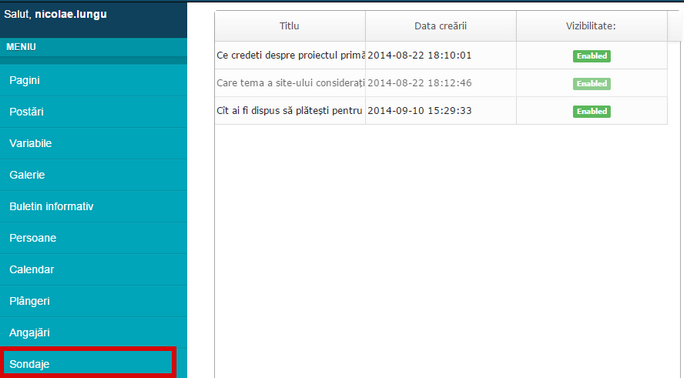 Salut, nicolae.lungu
MENIU
Pagini
Postări
Variabile
Galerie
Buletin informativ
Persoane
Calendar
Plângeri
Angajări
Sondaje
Titlu Data creării Vizibilitate:
Ce credeti despre proiectul primă 2014-08-22 18:10:01 Enabled
Care tema a site-ului considerați 2014-08-22 18:12:46 Enabled
Cît ai fi dispus să plătești pentru 2014-09-10 15:29:33 Enabled